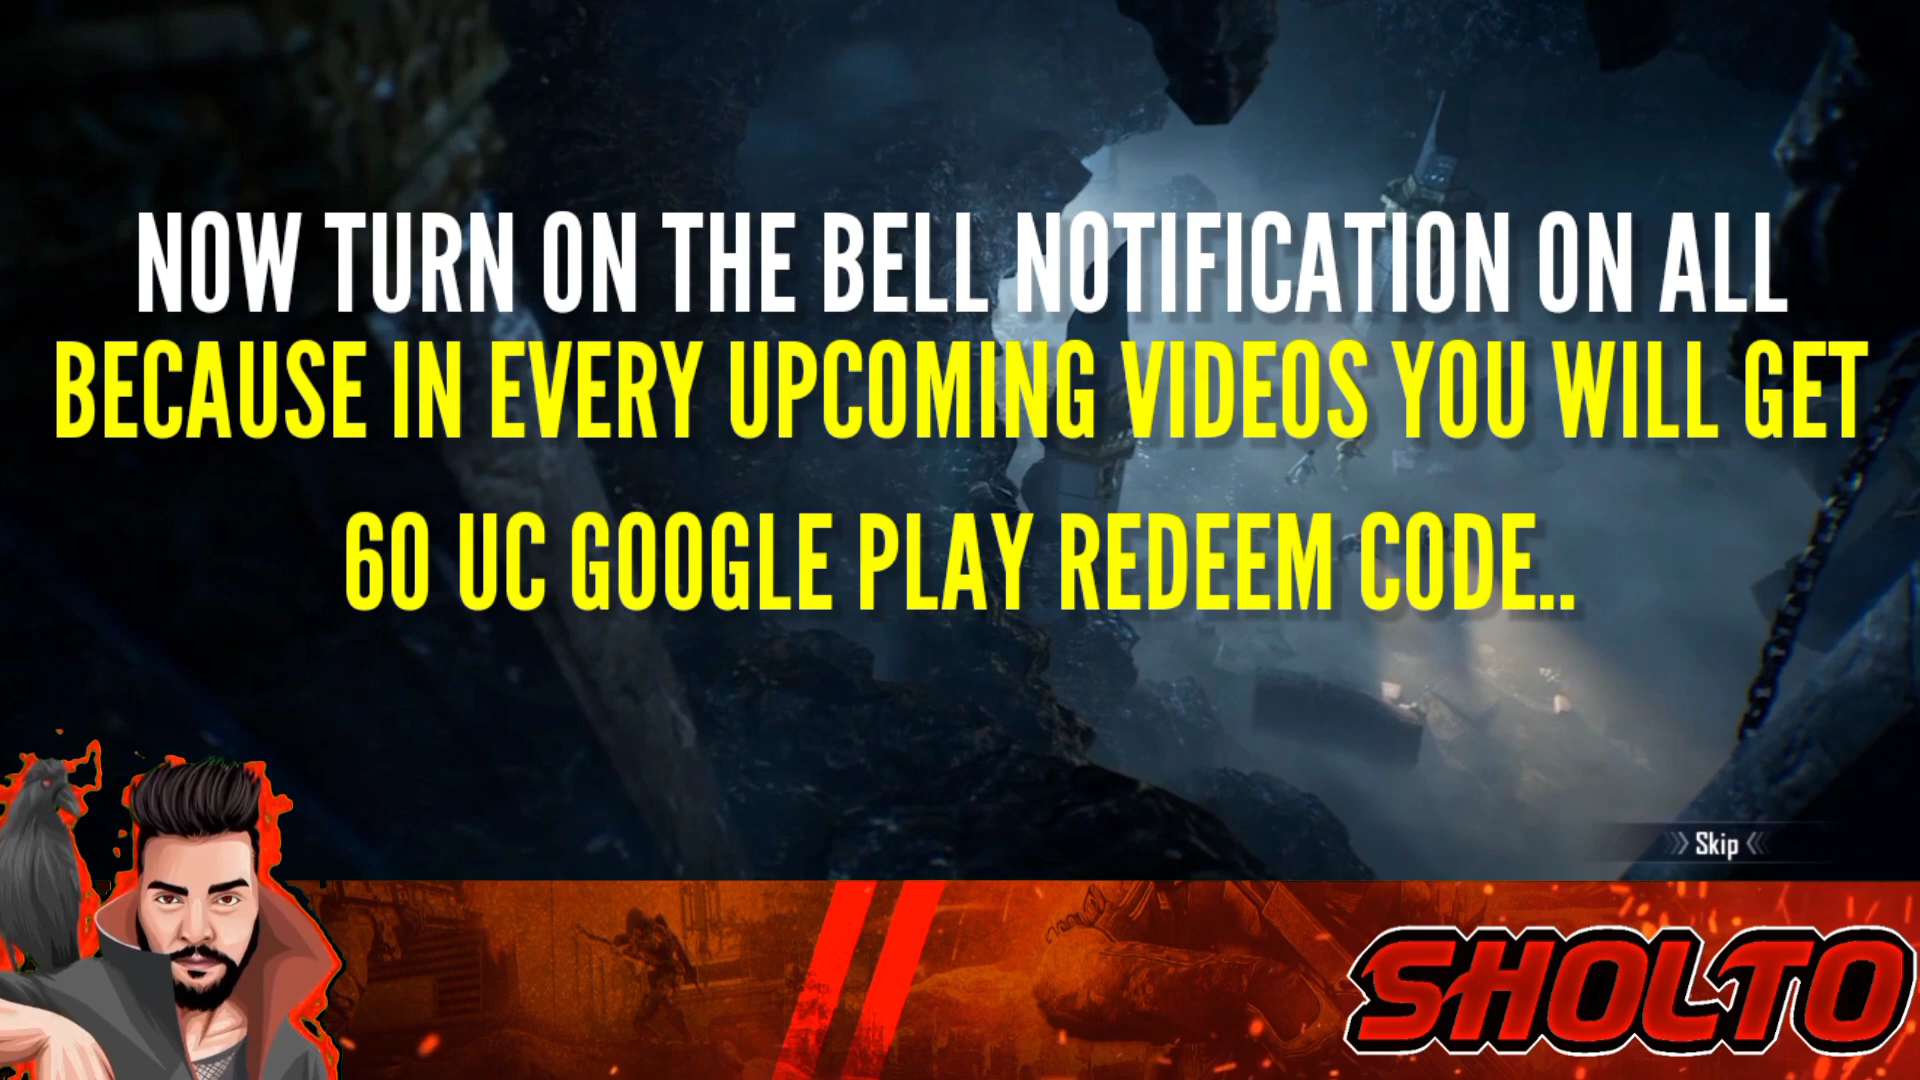 NOW TURN ON THE BELL NOTIFICATION ON ALL
BECAUSE IN EVERY UPCOMING VIDEOS YOU WILL GET
60 UC GOOGLE PLAY REDEEM CODE..
Skip
SHOLTO